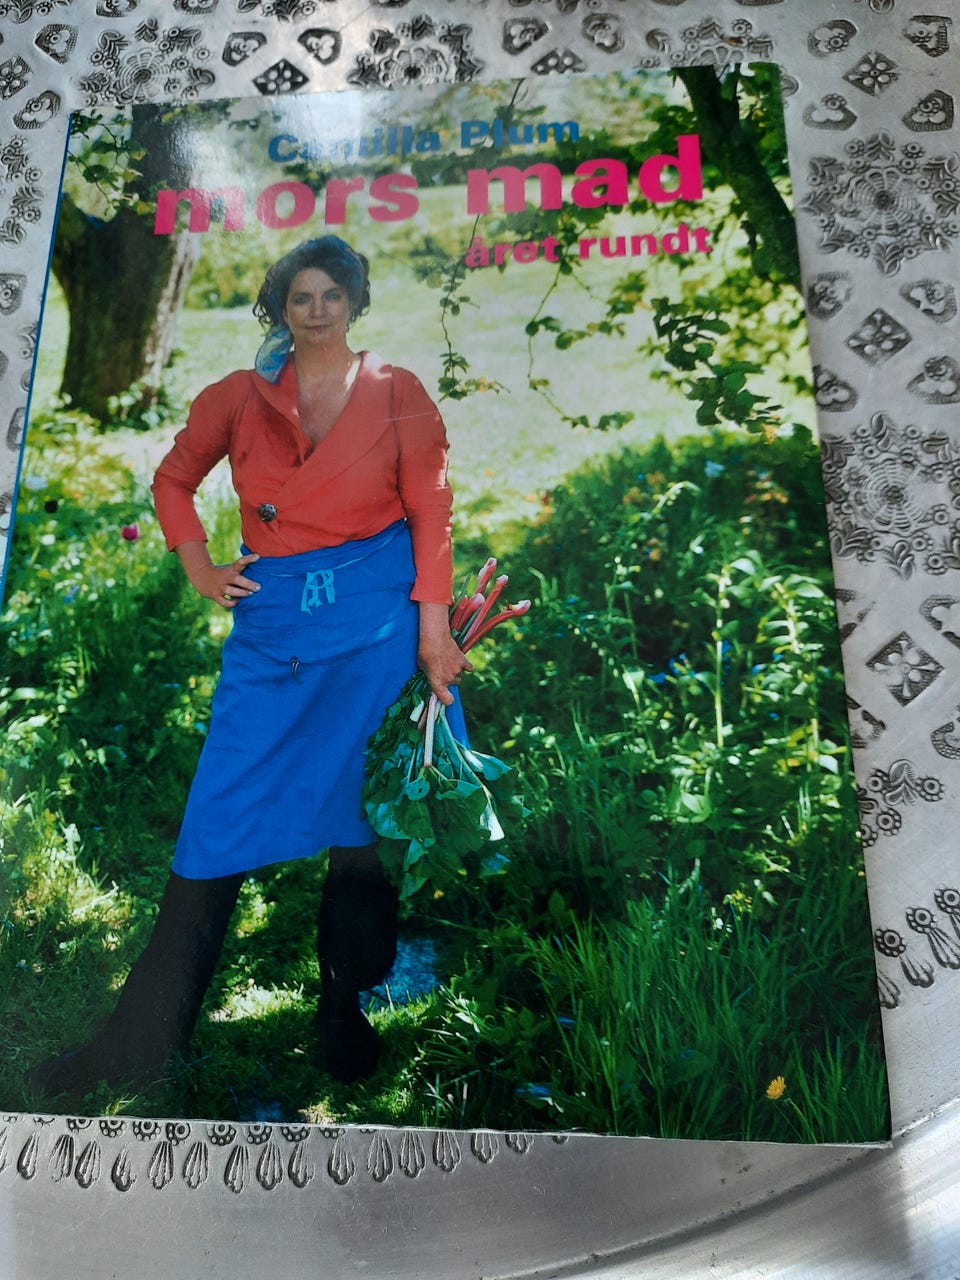 Camilla Plum
mors mad
året rundt